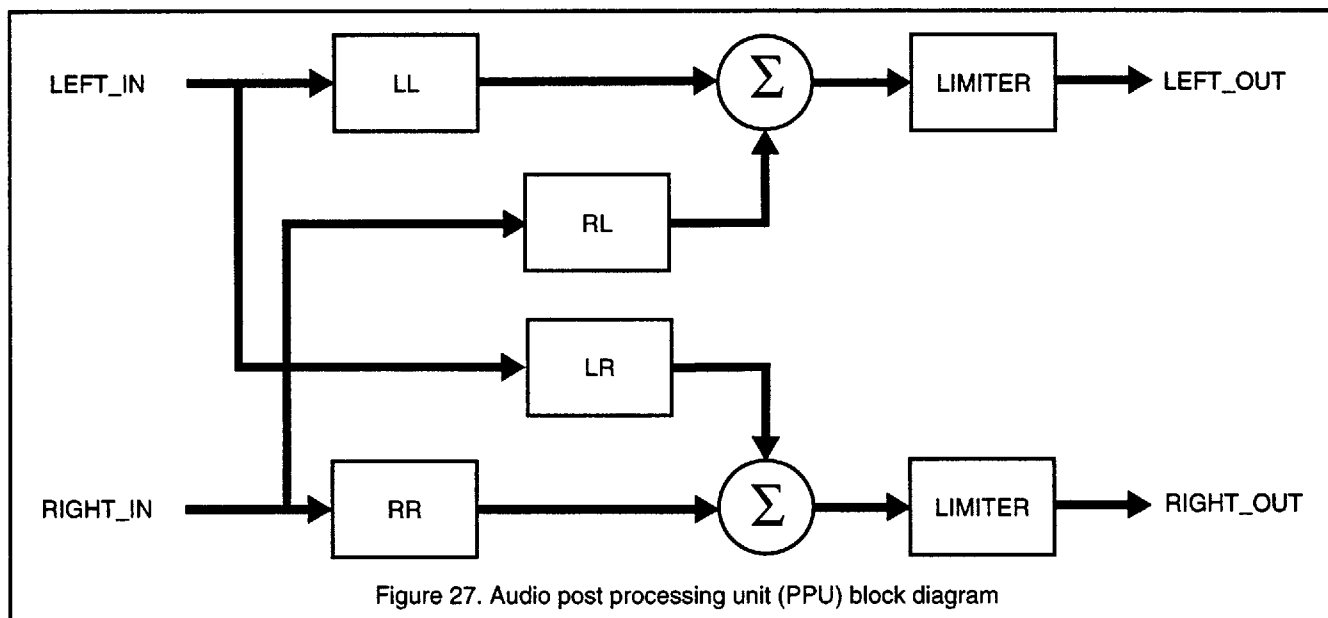 LEFT_IN
LL
Σ
LIMITER
LEFT_OUT
RL
LR
RIGHT_IN
RR
Σ
LIMITER
RIGHT_OUT
Figure 27. Audio post processing unit (PPU) block diagram